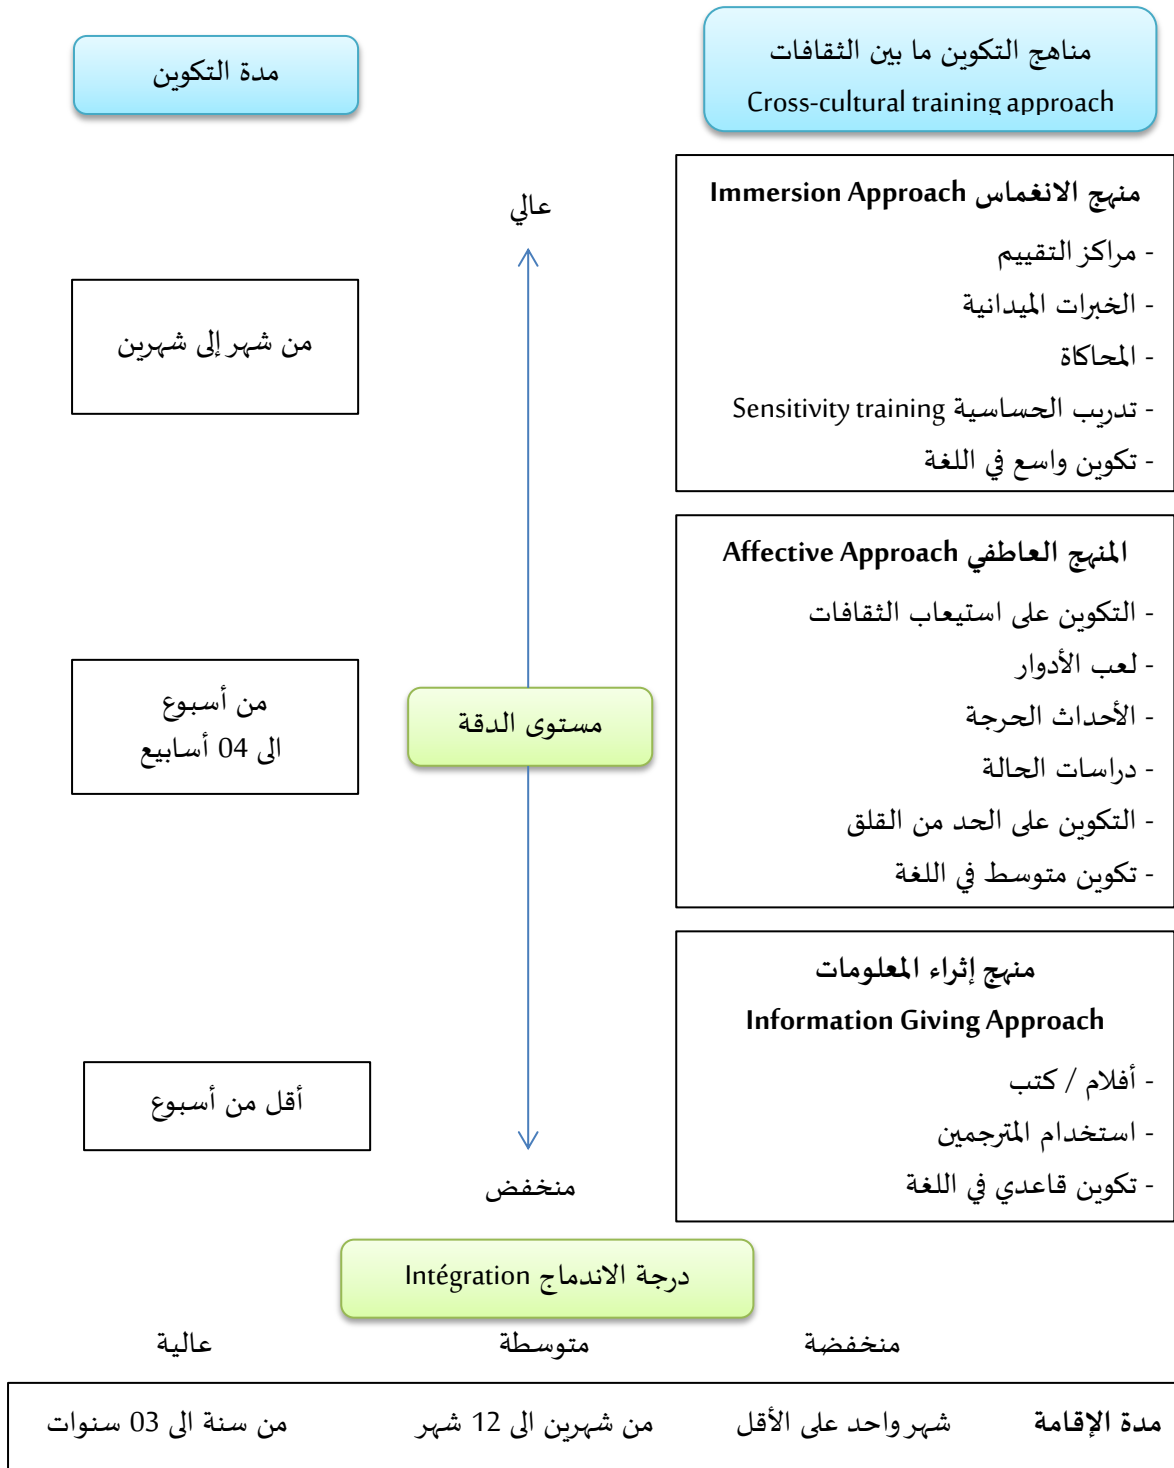 مناهج التكوين ما بين الثقافات
Cross-cultural training approach
مدة التكوين
منهج الانغماس Immersion Approach
- مراكز التقييم
- الخبرات الميدانية
- المحاكاة
- تدريب الحساسية Sensitivity training
- تكوين واسع في اللغة
عالي
من شهر إلى شهرين
المنهج العاطفي Affective Approach
- التكوين على استيعاب الثقافات
- لعب الأدوار
- الأحداث الحرجة
- دراسات الحالة
- التكوين على الحد من القلق
- تكوين متوسط في اللغة
مستوى الدقة
من أسبوع
الى 04 أسابيع
منهج إثراء المعلومات
Information Giving Approach
- أفلام / كتب
- استخدام المترجمين
- تكوين قاعدي في اللغة
أقل من أسبوع
منخفض
درجة الاندماج Intégration
منخفضة متوسطة عالية
مدة الإقامة شهر واحد على الأقل من شهرين الى 12 شهر من سنة الى 03 سنوات